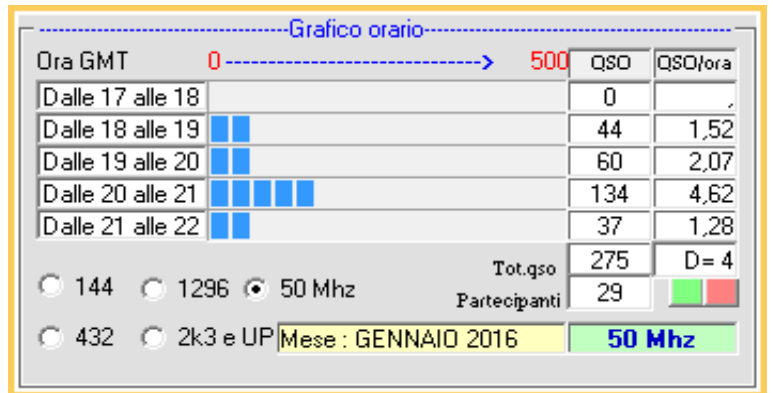 Grafico orario
Ora GMT 0 -----------------------------> 500 QSO QSO/ora
Dalle 17 alle 18 0 ,
Dalle 18 alle 19 44 1,52
Dalle 19 alle 20 60 2,07
Dalle 20 alle 21 134 4,62
Dalle 21 alle 22 37 1,28
Tot.qso 275 D= 4
144 1296 50 Mhz Partecipanti 29
432 2k3 e UP Mese : GENNAIO 2016 50 Mhz